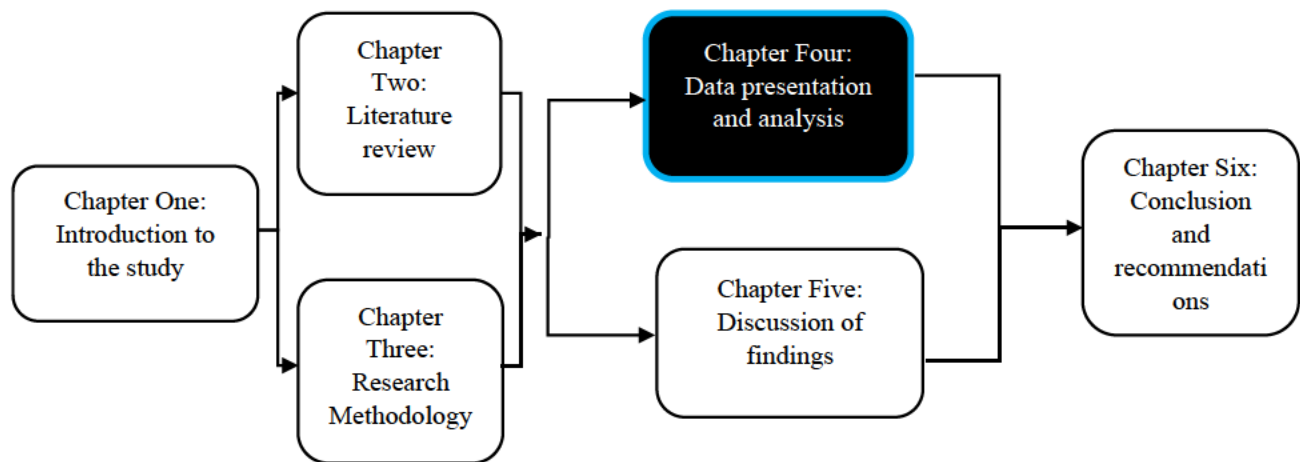 Chapter One:
Introduction to
the study
Chapter
Two:
Literature
review
Chapter
Three:
Research
Methodology
Chapter Four:
Data presentation
and analysis
Chapter Five:
Discussion of
findings
Chapter Six:
Conclusion
and
recommendati
ons